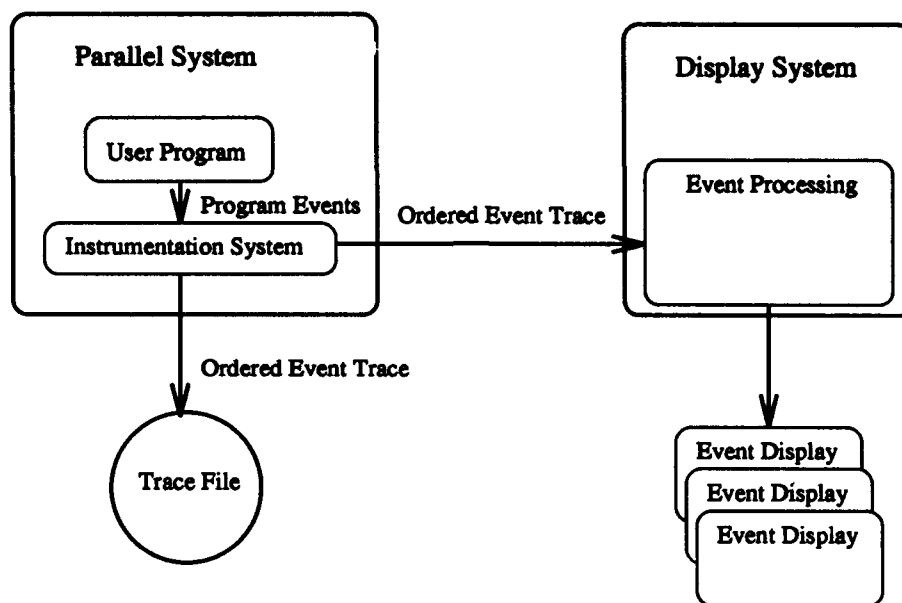 Parallel System
Display System
User Program
Event Processing
Program Events
Ordered Event Trace
Instrumentation System
Ordered Event Trace
Trace File
Event Display
Event Display
Event Display